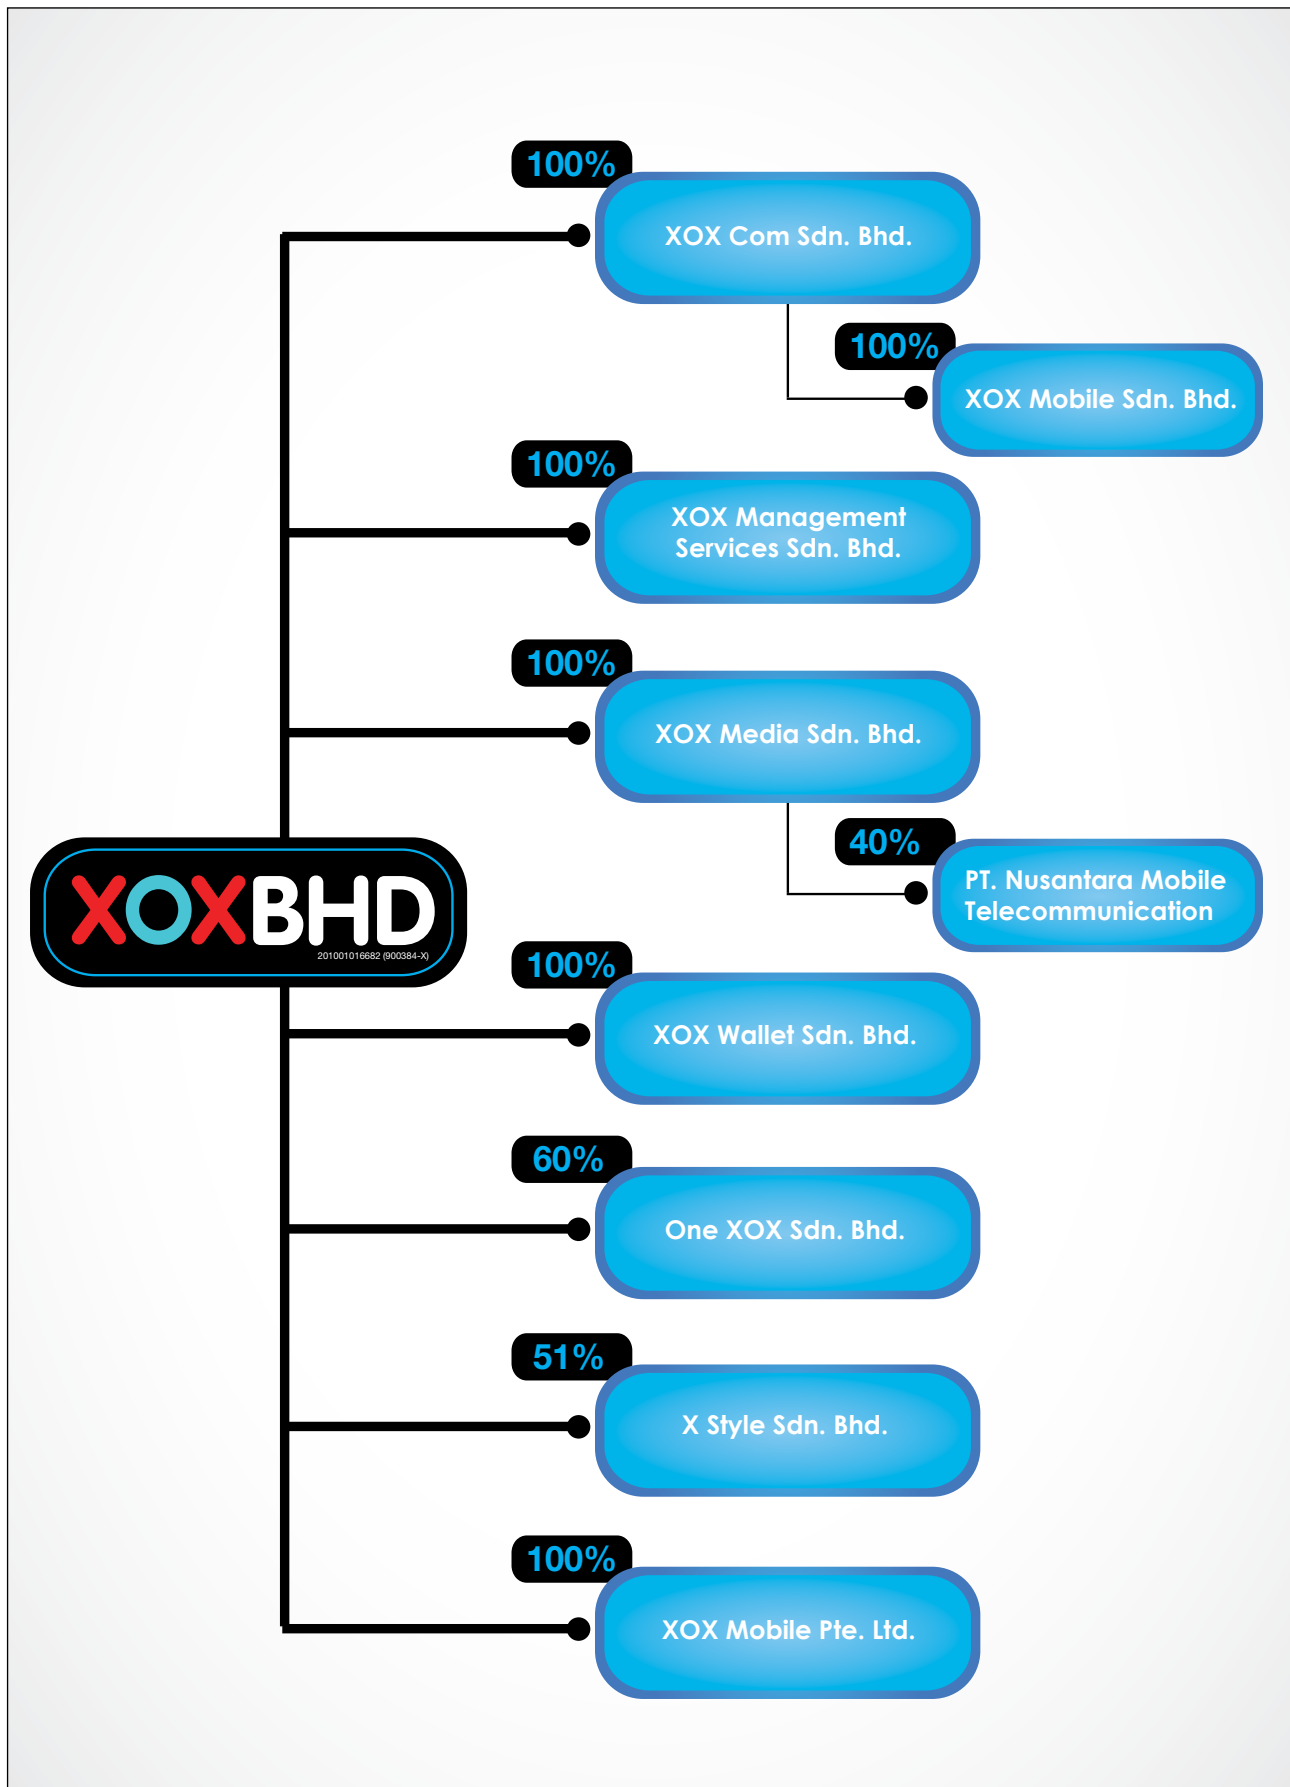 100%
XOX Com Sdn. Bhd.
100%
XOX Mobile Sdn. Bhd.
100%
XOX Management
Services Sdn. Bhd.
100%
XOX Media Sdn. Bhd.
40%
PT. Nusantara Mobile
Telecommunication
XOXBHD
201001016682 (900384-X)
100%
XOX Wallet Sdn. Bhd.
60%
One XOX Sdn. Bhd.
51%
X Style Sdn. Bhd.
100%
XOX Mobile Pte. Ltd.